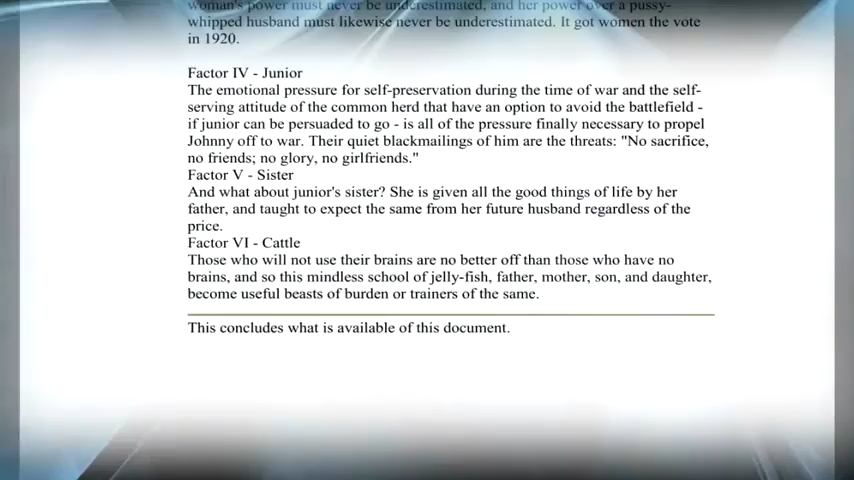 woman's power must never be underestimated, and her power over a pussy-
whipped husband must likewise never be underestimated. It got women the vote
in 1920.
Factor IV - Junior
The emotional pressure for self-preservation during the time of war and the self-
serving attitude of the common herd that have an option to avoid the battlefield -
if junior can be persuaded to go - is all of the pressure finally necessary to propel
Johnny off to war. Their quiet blackmailings of him are the threats: "No sacrifice,
no friends; no glory, no girlfriends."
Factor V - Sister
And what about junior's sister? She is given all the good things of life by her
father, and taught to expect the same from her future husband regardless of the
price.
Factor VI - Cattle
Those who will not use their brains are no better off than those who have no
brains, and so this mindless school of jelly-fish, father, mother, son, and daughter,
become useful beasts of burden or trainers of the same.
This concludes what is available of this document.